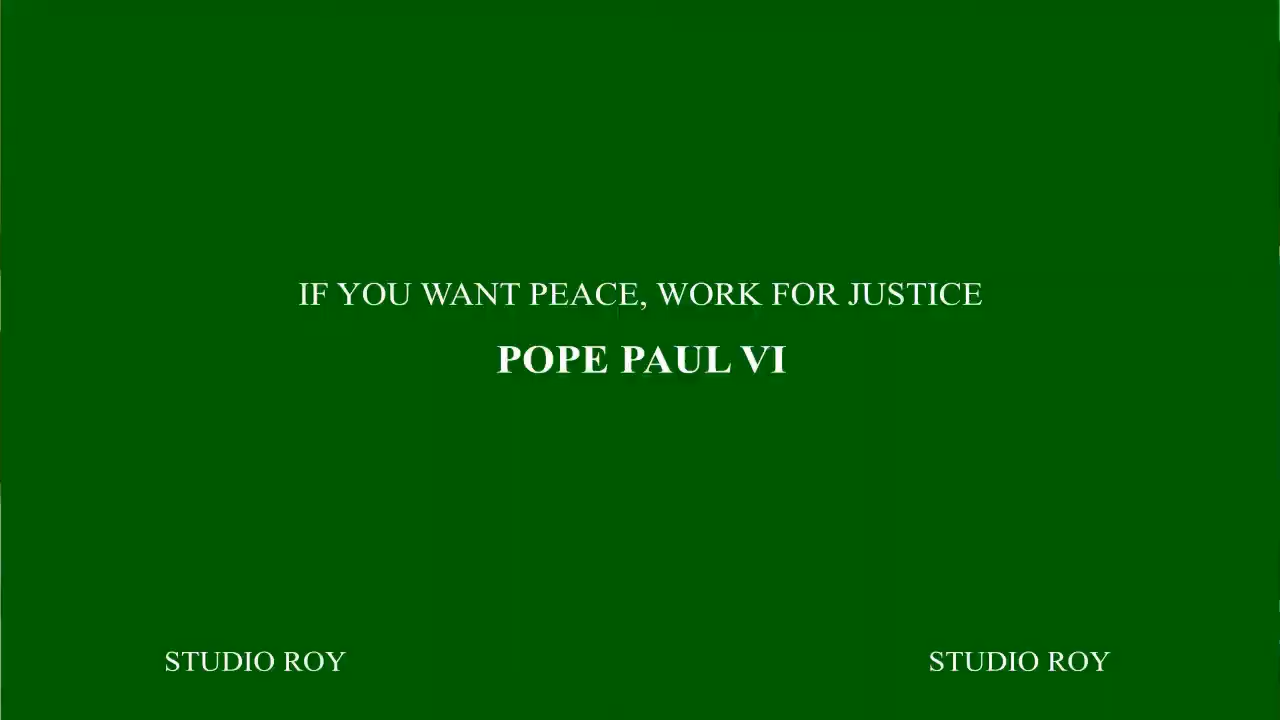 IF YOU WANT PEACE, WORK FOR JUSTICE
POPE PAUL VI
STUDIO ROY
STUDIO ROY